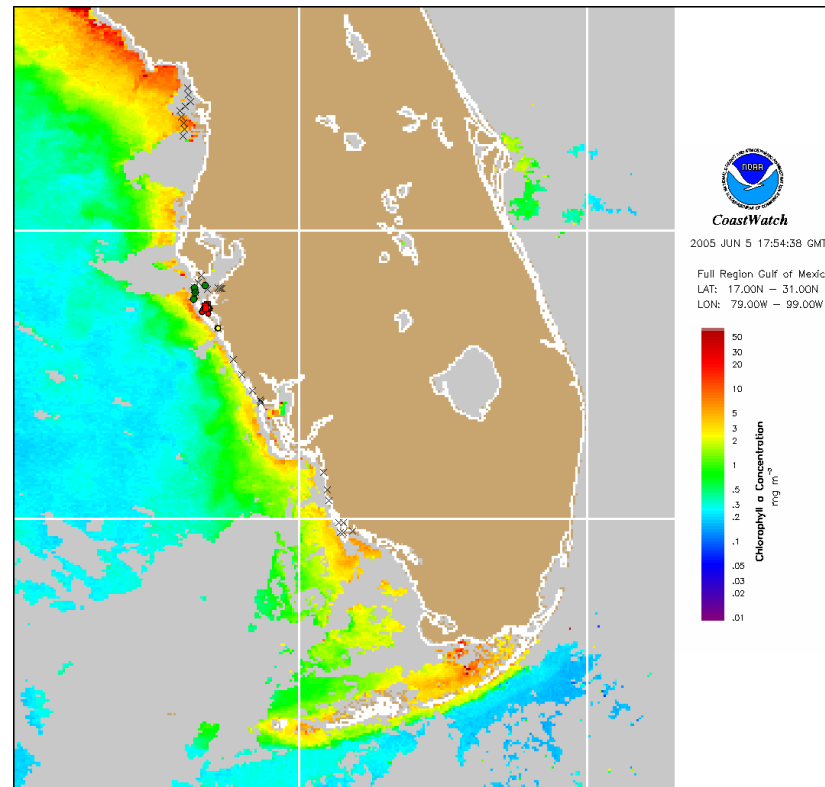 NOAA
CoastWatch
2005 JUN 5 17:54:38 GMT
Full Region Gulf of Mexic
LAT: 17.00N – 31.00N
LON: 79.00W – 99.00W
50
30
20
10
5
3
2
1
.5
.3
.2
.1
.05
.03
.02
.01
Chlorophyll a Concentration
mg m⁻³